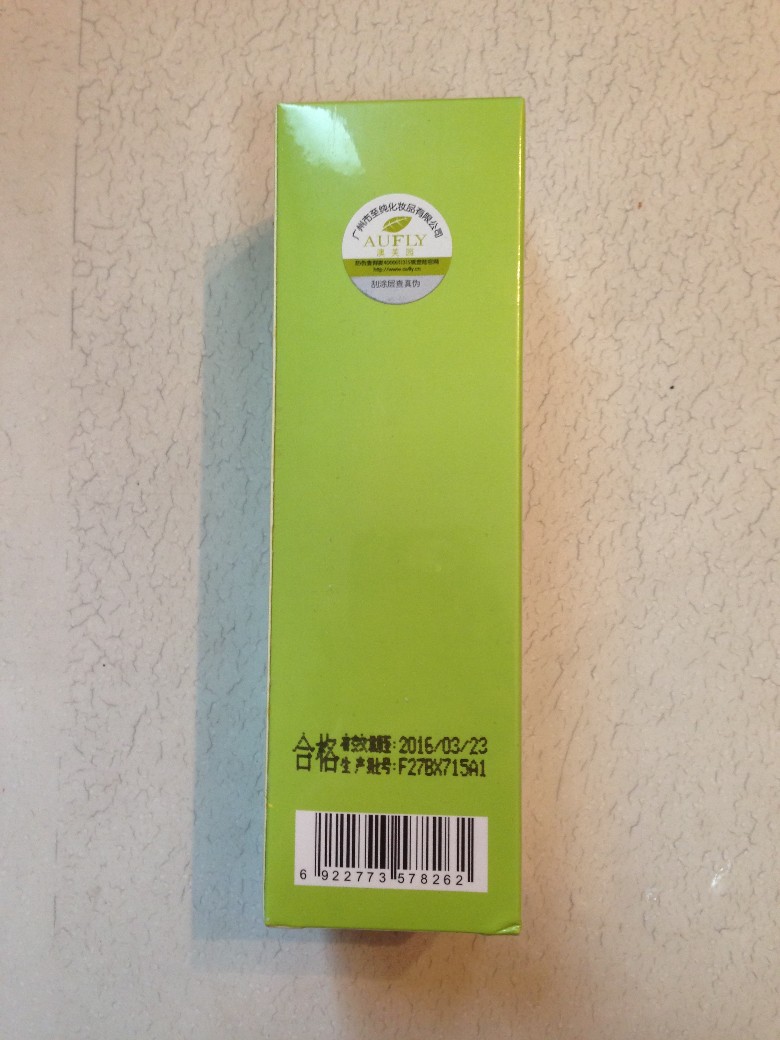 广州市至纯化妆品有限公司
AUFLY
澳芙园
http://www.aufly.cn
刮涂层查真伪
合格
有效期至:2016/03/23
生产批号:F27BX715A1
6 922773 578262